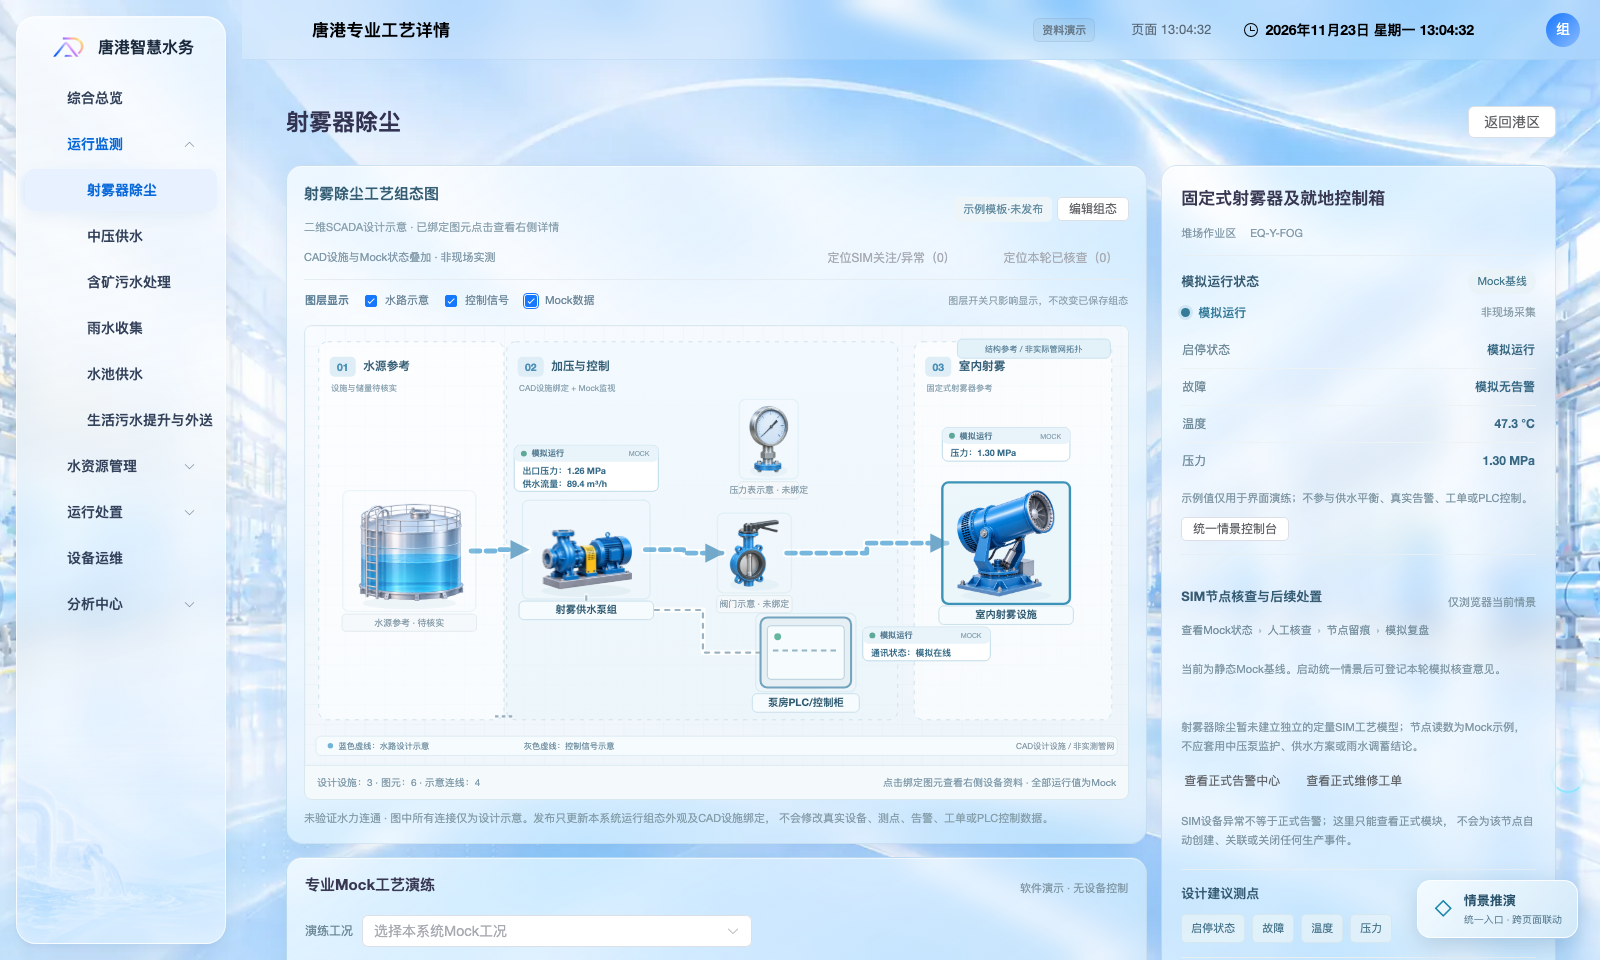 唐港智慧水务
综合总览
运行监测
射雾器除尘
中压供水
含矿污水处理
雨水收集
水池供水
生活污水提升与外送
水资源管理
运行处置
设备运维
分析中心
唐港专业工艺详情
资料演示
页面 13:04:32
2026年11月23日 星期一 13:04:32
组
射雾器除尘
返回港区
射雾除尘工艺组态图
二维SCADA设计示意 · 已绑定图元点击查看右侧详情
示例模板·未发布
编辑组态
CAD设施与Mock状态叠加 · 非现场实测
定位SIM关注/异常（0）
定位本轮已核查（0）
图层显示
水路示意
控制信号
Mock数据
图层开关只影响显示，不改变已保存组态
01 水源参考
设施与储量待核实
02 加压与控制
CAD设施绑定 + Mock监视
结构参考 / 非实际管网拓扑
03 室内射雾
固定式射雾器参考
模拟运行 MOCK
出口压力：1.26 MPa
供水流量：89.4 m³/h
压力表示意 · 未绑定
模拟运行 MOCK
压力：1.30 MPa
水源参考 · 待核实
射雾供水泵组
阀门示意 · 未绑定
室内射雾设施
模拟运行 MOCK
通讯状态：模拟在线
泵房PLC/控制柜
蓝色虚线：水路设计示意
灰色虚线：控制信号示意
CAD设计设施 / 非实测管网
设计设施：3 · 图元：6 · 示意连线：4
点击绑定图元查看右侧设备资料 · 全部运行值为Mock
未验证水力连通 · 图中所有连接仅为设计示意。发布只更新本系统运行组态外观及CAD设施绑定， 不会修改真实设备、测点、告警、工单或PLC控制数据。
专业Mock工艺演练
软件演示 · 无设备控制
演练工况
选择本系统Mock工况
固定式射雾器及就地控制箱
堆场作业区 EQ-Y-FOG
模拟运行状态
Mock基线
模拟运行
非现场采集
启停状态 模拟运行
故障 模拟无告警
温度 47.3 °C
压力 1.30 MPa
示例值仅用于界面演练；不参与供水平衡、真实告警、工单或PLC控制。
统一情景控制台
SIM节点核查与后续处置
仅浏览器当前情景
查看Mock状态 › 人工核查 › 节点留痕 › 模拟复盘
当前为静态Mock基线。启动统一情景后可登记本轮模拟核查意见。
射雾器除尘暂未建立独立的定量SIM工艺模型；节点读数为Mock示例，
不应套用中压泵监护、供水方案或雨水调蓄结论。
查看正式告警中心
查看正式维修工单
SIM设备异常不等于正式告警；这里只能查看正式模块， 不会为该节点自
动创建、关联或关闭任何生产事件。
设计建议测点
启停状态
故障
温度
压力
情景推演
统一入口 · 跨页面联动